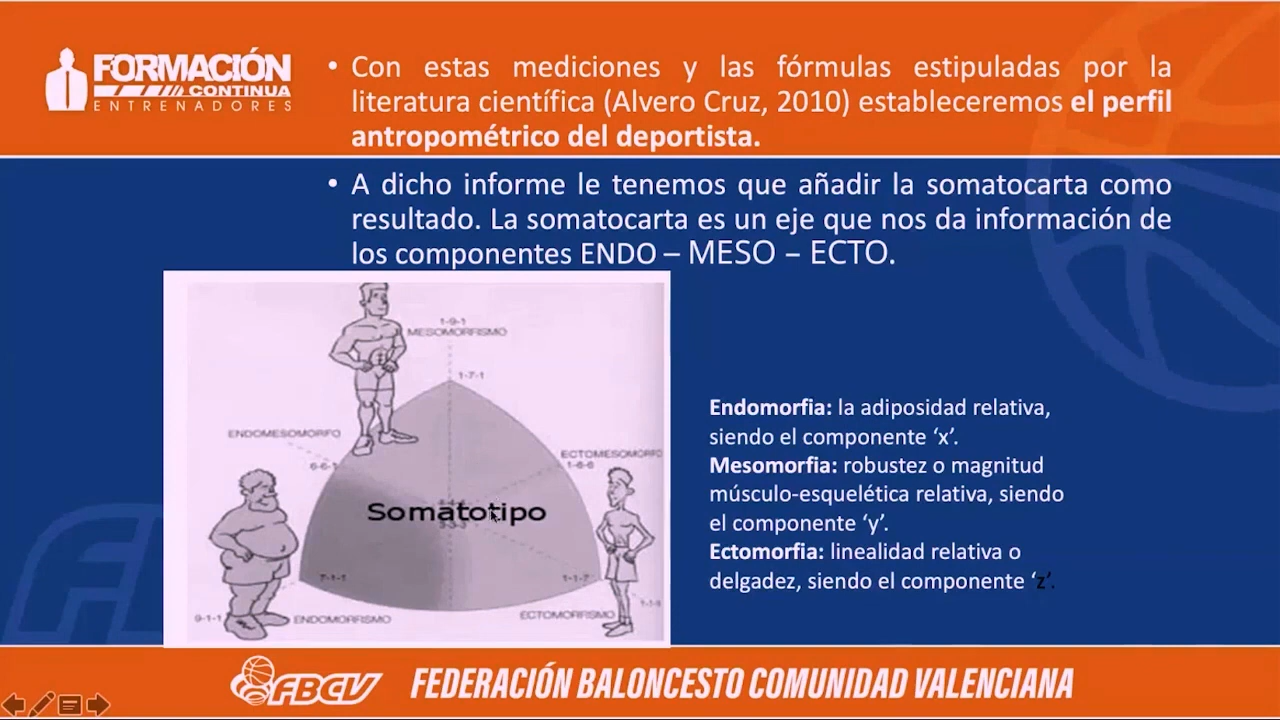 FORMACIÓN
CONTINUA
ENTRENADORES
• Con estas mediciones y las fórmulas estipuladas por la
literatura científica (Alvero Cruz, 2010) estableceremos el perfil
antropométrico del deportista.
• A dicho informe le tenemos que añadir la somatocarta como
resultado. La somatocarta es un eje que nos da información de
los componentes ENDO – MESO – ECTO.
1-9-1
MESOMORFISMO
1-7-1
ENDOMESOMORFO
6-6-1
ECTOMESOMORFO
1-6-6
Somatotipo
3-3-3
7-1-1
1-1-7
9-1-1
ENDOMORFISMO
ECTOMORFISMO
Endomorfia: la adiposidad relativa,
siendo el componente ‘x’.
Mesomorfia: robustez o magnitud
músculo-esquelética relativa, siendo
el componente ‘y’.
Ectomorfia: linealidad relativa o
delgadez, siendo el componente ‘z’.
FBCV
FEDERACIÓN BALONCESTO COMUNIDAD VALENCIANA